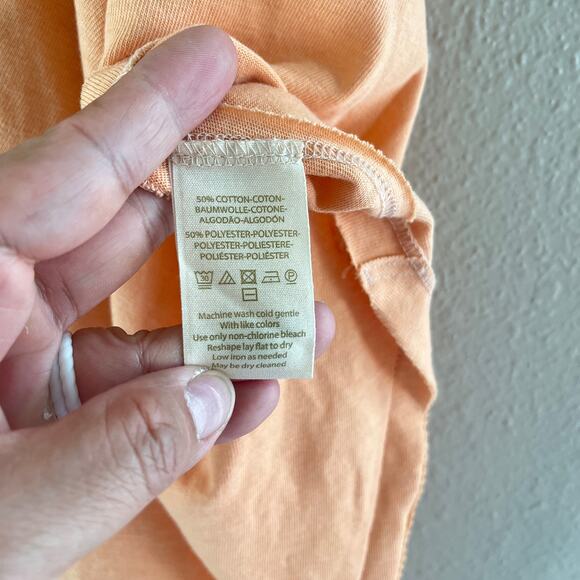 50% COTTON-COTON-
BAUMWOLLE-COTONE-
ALGODÃO-ALGODÓN
50% POLYESTER-POLYESTER-
POLYESTER-POLIESTERE-
POLIÉSTER-POLIÉSTER
30 P
Machine wash cold gentle
With like colors
Use only non-chlorine bleach
Reshape lay flat to dry
Low iron as needed
May be dry cleaned